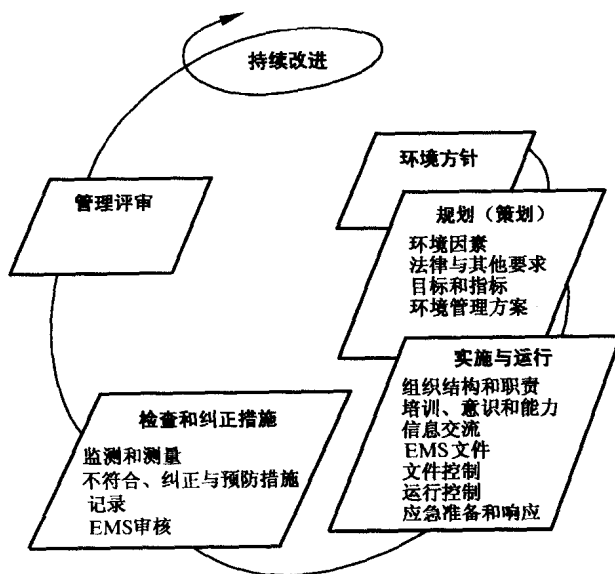 持续改进
环境方针
管理评审
规划（策划）
环境因素
法律与其他要求
目标和指标
环境管理方案
实施与运行
组织结构和职责
培训、意识和能力
信息交流
EMS文件
文件控制
运行控制
应急准备和响应
检查和纠正措施
监测和测量
不符合、纠正与预防措施
记录
EMS审核